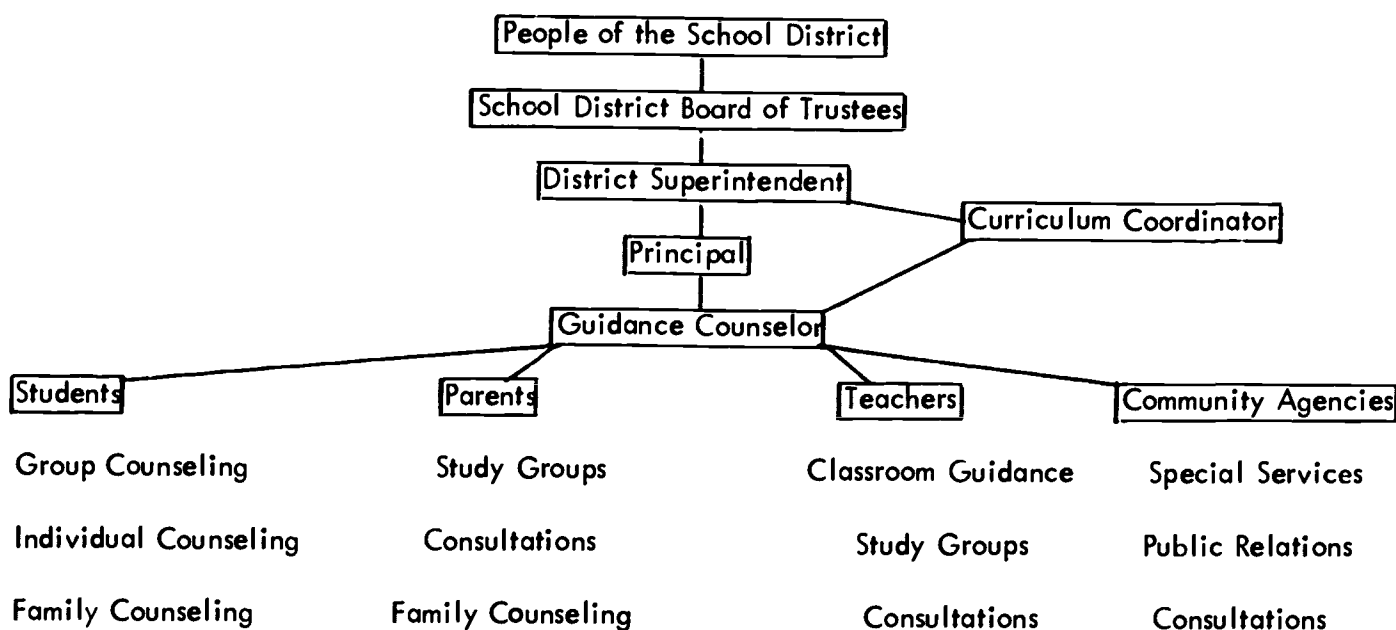 People of the School District
School District Board of Trustees
District Superintendent
Curriculum Coordinator
Principal
Guidance Counselor
Students
Parents
Teachers
Community Agencies
Group Counseling
Study Groups
Classroom Guidance
Special Services
Individual Counseling
Consultations
Study Groups
Public Relations
Family Counseling
Family Counseling
Consultations
Consultations